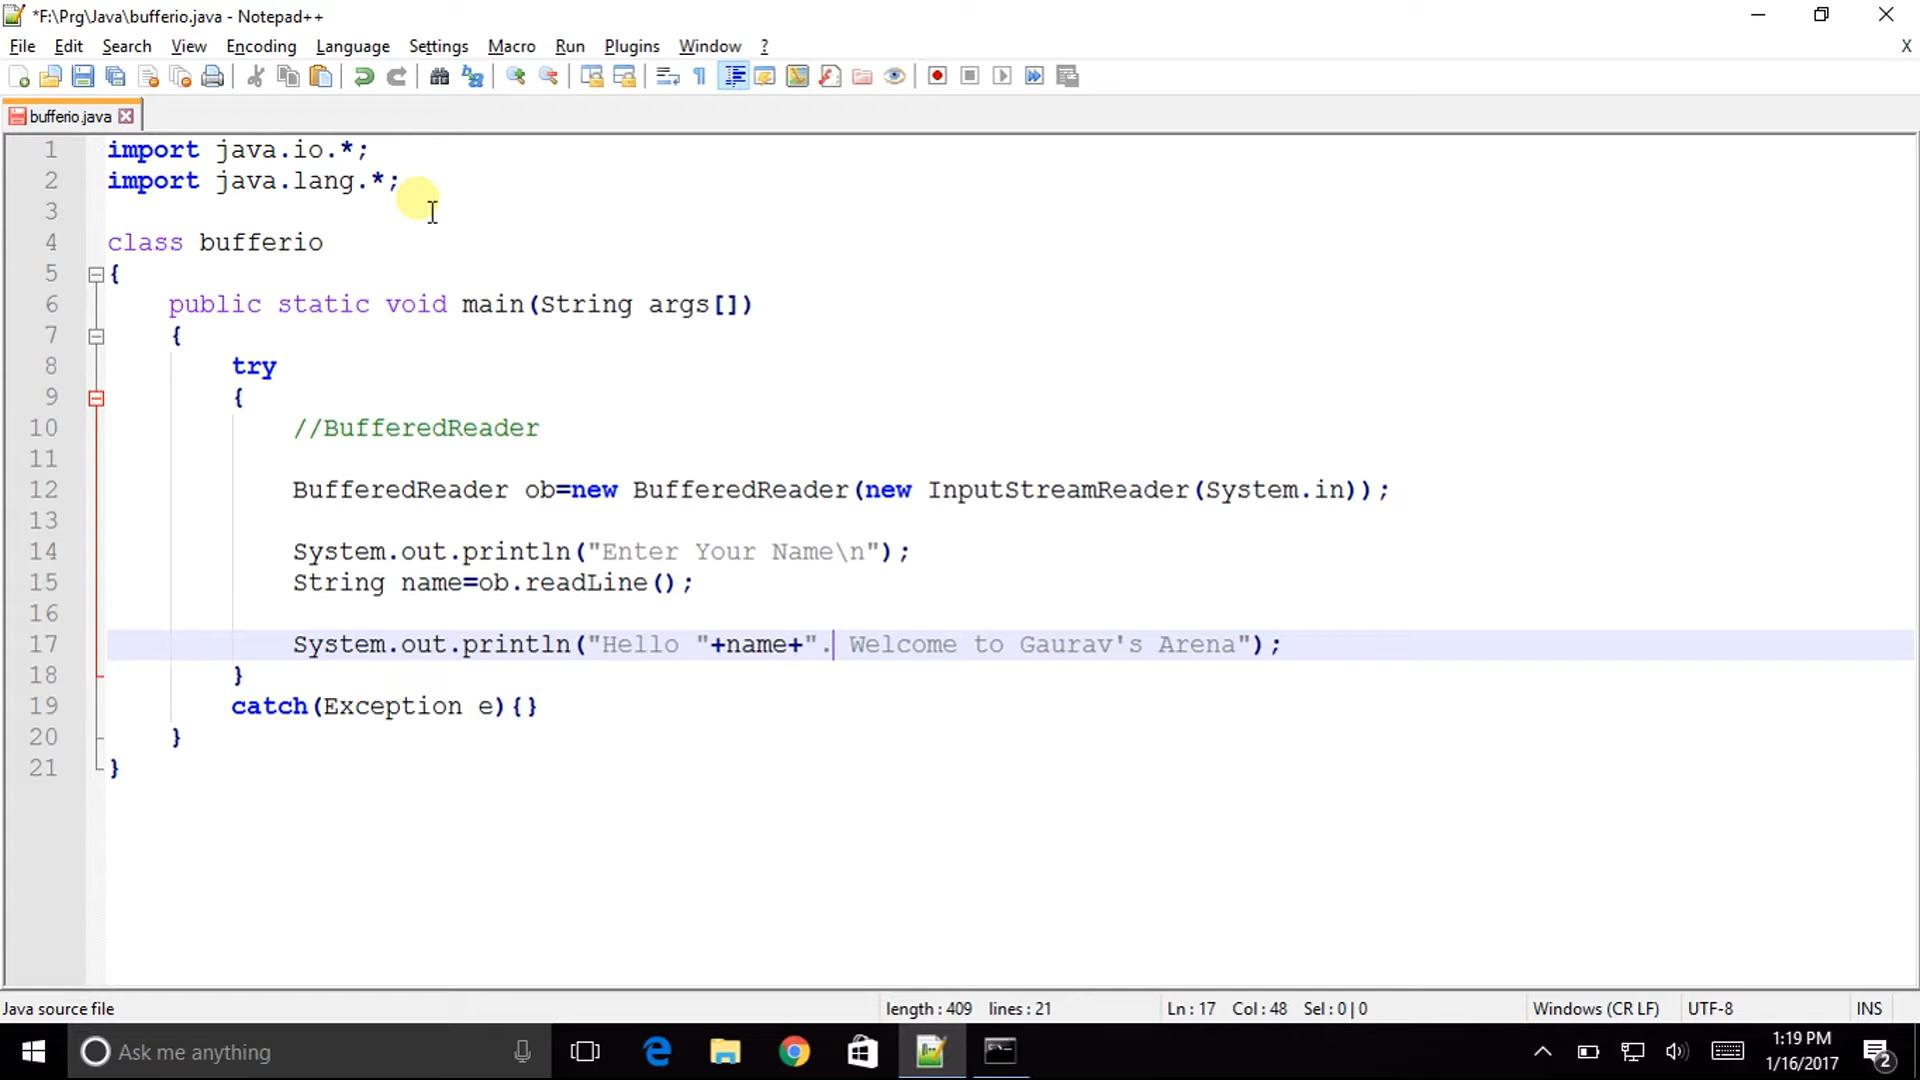 *F:\Prg\Java\bufferio.java - Notepad++
File Edit Search View Encoding Language Settings Macro Run Plugins Window ? X
bufferio.java
1 import java.io.*;
2 import java.lang.*;
3
4 class bufferio
5 {
6 public static void main(String args[])
7 {
8 try
9 {
10 //BufferedReader
11
12 BufferedReader ob=new BufferedReader(new InputStreamReader(System.in));
13
14 System.out.println("Enter Your Name\n");
15 String name=ob.readLine();
16
17 System.out.println("Hello "+name+". Welcome to Gaurav's Arena");
18 }
19 catch(Exception e){}
20 }
21 }
Java source file length : 409 lines : 21 Ln : 17 Col : 48 Sel : 0 | 0 Windows (CR LF) UTF-8 INS
Ask me anything 1:19 PM
1/16/2017 2